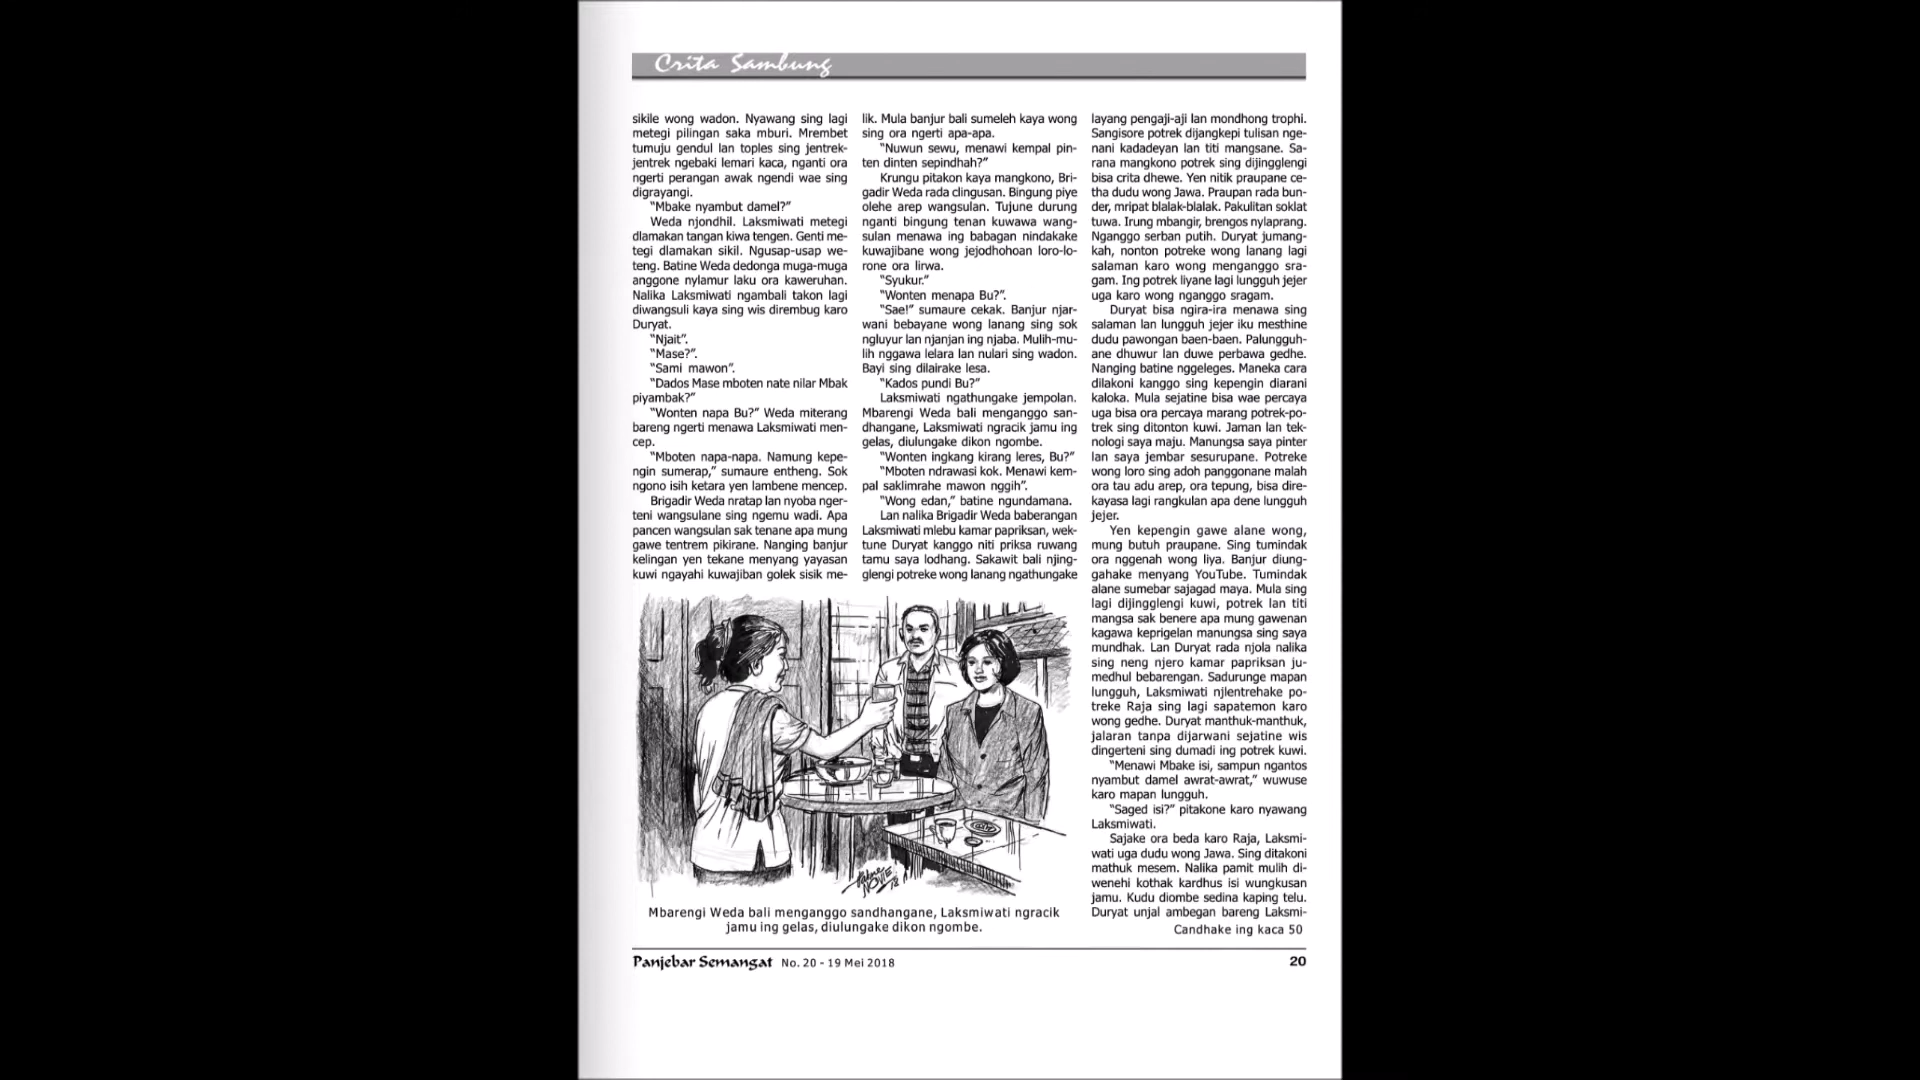 Crita Sambung
sikile wong wadon. Nyawang sing lagi
metegi pilingan saka mburi. Mrembet
tumuju gendul lan toples sing jentrek-
jentrek ngebaki lemari kaca, nganti ora
ngerti perangan awak ngendi wae sing
digrayangi.
“Mbake nyambut damel?”
Weda njondhil. Laksmiwati metegi
dlamakan tangan kiwa tengen. Genti me-
tegi dlamakan sikil. Ngusap-usap we-
teng. Batine Weda dedonga muga-muga
anggone nylamur laku ora kaweruhan.
Nalika Laksmiwati ngambali takon lagi
diwangsuli kaya sing wis dirembug karo
Duryat.
“Njait”.
“Mase?”.
“Sami mawon”.
“Dados Mase mboten nate nilar Mbak
piyambak?”
“Wonten napa Bu?” Weda miterang
bareng ngerti menawa Laksmiwati men-
cep.
“Mboten napa-napa. Namung kepe-
ngin sumerap,” sumaure entheng. Sok
ngono isih ketara yen lambene mencep.
Brigadir Weda nratap lan nyoba nger-
teni wangsulane sing ngemu wadi. Apa
pancen wangsulan sak tenane apa mung
gawe tentrem pikirane. Nanging banjur
kelingan yen tekane menyang yayasan
kuwi ngayahi kuwajiban golek sisik me-
lik. Mula banjur bali sumeleh kaya wong
sing ora ngerti apa-apa.
“Nuwun sewu, menawi kempal pin-
ten dinten sepindhah?”
Krungu pitakon kaya mangkono, Bri-
gadir Weda rada clingusan. Bingung piye
olehe arep wangsulan. Tujune durung
nganti bingung tenan kuwawa wang-
sulan menawa ing babagan nindakake
kuwajibane wong jejodhohoan loro-lo-
rone ora lirwa.
“Syukur.”
“Wonten menapa Bu?”.
“Sae!” sumaure cekak. Banjur njar-
wani bebayane wong lanang sing sok
ngluyur lan njanjan ing njaba. Mulih-mu-
lih nggawa lelara lan nulari sing wadon.
Bayi sing dilairake lesa.
“Kados pundi Bu?”
Laksmiwati ngathungake jempolan.
Mbarengi Weda bali menganggo san-
dhangane, Laksmiwati ngracik jamu ing
gelas, diulungake dikon ngombe.
“Wonten ingkang kirang leres, Bu?”
“Mboten ndrawasi kok. Menawi kem-
pal saklimrahe mawon nggih”.
“Wong edan,” batine ngundamana.
Lan nalika Brigadir Weda baberangan
Laksmiwati mlebu kamar papriksan, wek-
tune Duryat kanggo niti priksa ruwang
tamu saya lodhang. Sakawit bali njing-
glengi potreke wong lanang ngathungake
layang pengaji-aji lan mondhong trophi.
Sangisore potrek dijangkepi tulisan nge-
nani kadadeyan lan titi mangsane. Sa-
rana mangkono potrek sing dijingglengi
bisa crita dhewe. Yen nitik praupane ce-
tha dudu wong Jawa. Praupan rada bun-
der, mripat blalak-blalak. Pakulitan soklat
tuwa. Irung mbangir, brengos nylaprang.
Nganggo serban putih. Duryat jumang-
kah, nonton potreke wong lanang lagi
salaman karo wong menganggo sra-
gam. Ing potrek liyane lagi lungguh jejer
uga karo wong nganggo sragam.
Duryat bisa ngira-ira menawa sing
salaman lan lungguh jejer iku mesthine
dudu pawongan baen-baen. Palungguh-
ane dhuwur lan duwe perbawa gedhe.
Nanging batine nggeleges. Maneka cara
dilakoni kanggo sing kepengin diarani
kaloka. Mula sejatine bisa wae percaya
uga bisa ora percaya marang potrek-po-
trek sing ditonton kuwi. Jaman lan tek-
nologi saya maju. Manungsa saya pinter
lan saya jembar sesurupane. Potreke
wong loro sing adoh panggonane malah
ora tau adu arep, ora tepung, bisa dire-
kayasa lagi rangkulan apa dene lungguh
jejer.
Yen kepengin gawe alane wong,
mung butuh praupane. Sing tumindak
ora nggenah wong liya. Banjur diung-
gahake menyang YouTube. Tumindak
alane sumebar sajagad maya. Mula sing
lagi dijingglengi kuwi, potrek lan titi
mangsa sak benere apa mung gawenan
kagawa keprigelan manungsa sing saya
mundhak. Lan Duryat rada njola nalika
sing neng njero kamar papriksan ju-
medhul bebarengan. Sadurunge mapan
lungguh, Laksmiwati njlentrehake po-
treke Raja sing lagi sapatemon karo
wong gedhe. Duryat manthuk-manthuk,
jalaran tanpa dijarwani sejatine wis
dingerteni sing dumadi ing potrek kuwi.
“Menawi Mbake isi, sampun ngantos
nyambut damel awrat-awrat,” wuwuse
karo mapan lungguh.
“Saged isi?” pitakone karo nyawang
Laksmiwati.
Sajake ora beda karo Raja, Laksmi-
wati uga dudu wong Jawa. Sing ditakoni
mathuk mesem. Nalika pamit mulih di-
wenehi kothak kardhus isi wungkusan
jamu. Kudu diombe sedina kaping telu.
Duryat unjal ambegan bareng Laksmi-
Candhake ing kaca 50
NOVIE
Mbarengi Weda bali menganggo sandhangane, Laksmiwati ngracik
jamu ing gelas, diulungake dikon ngombe.
Panjebar Semangat No. 20 - 19 Mei 2018
20